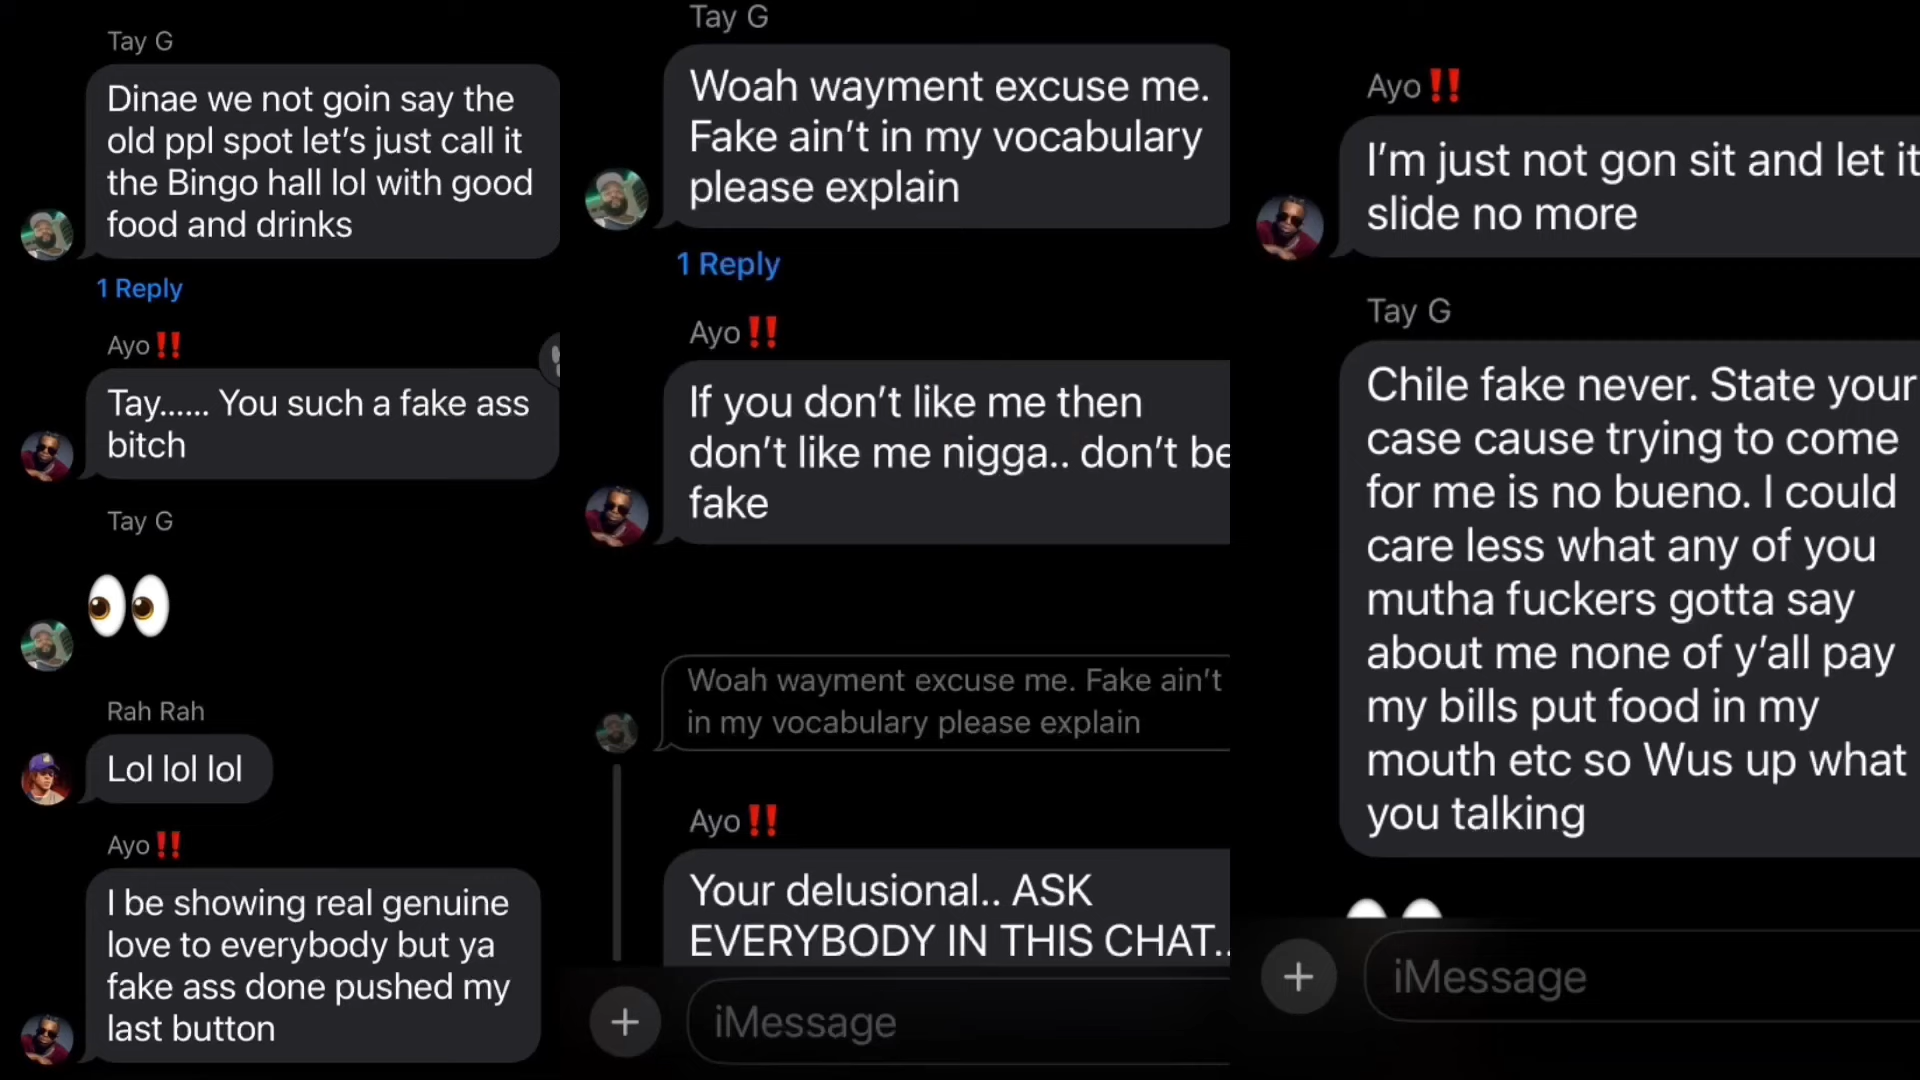 Tay G
Dinae we not goin say the
old ppl spot let's just call it
the Bingo hall lol with good
food and drinks
1 Reply
Ayo‼️
Tay...... You such a fake ass
bitch
Tay G
👀
Rah Rah
Lol lol lol
Ayo‼️
I be showing real genuine
love to everybody but ya
fake ass done pushed my
last button
Tay G
Woah wayment excuse me.
Fake ain't in my vocabulary
please explain
1 Reply
Ayo‼️
If you don't like me then
don't like me nigga.. don't be
fake
Woah wayment excuse me. Fake ain't
in my vocabulary please explain
Ayo‼️
Your delusional.. ASK
EVERYBODY IN THIS CHAT..
iMessage
Ayo‼️
I'm just not gon sit and let it
slide no more
Tay G
Chile fake never. State your
case cause trying to come
for me is no bueno. I could
care less what any of you
mutha fuckers gotta say
about me none of y'all pay
my bills put food in my
mouth etc so Wus up what
you talking
iMessage